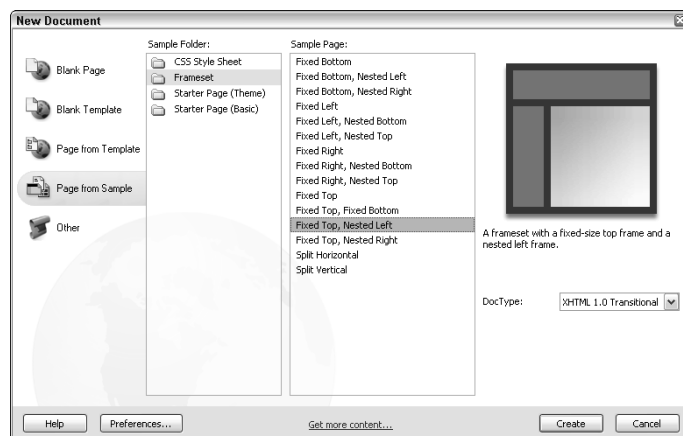 New Document
Blank Page
Blank Template
Page from Template
Page from Sample
Other
Sample Folder:
CSS Style Sheet
Frameset
Starter Page (Theme)
Starter Page (Basic)
Sample Page:
Fixed Bottom
Fixed Bottom, Nested Left
Fixed Bottom, Nested Right
Fixed Left
Fixed Left, Nested Bottom
Fixed Left, Nested Top
Fixed Right
Fixed Right, Nested Bottom
Fixed Right, Nested Top
Fixed Top
Fixed Top, Fixed Bottom
Fixed Top, Nested Left
Fixed Top, Nested Right
Split Horizontal
Split Vertical
A frameset with a fixed-size top frame and a
nested left frame.
DocType:
XHTML 1.0 Transitional
Help
Preferences...
Get more content...
Create
Cancel